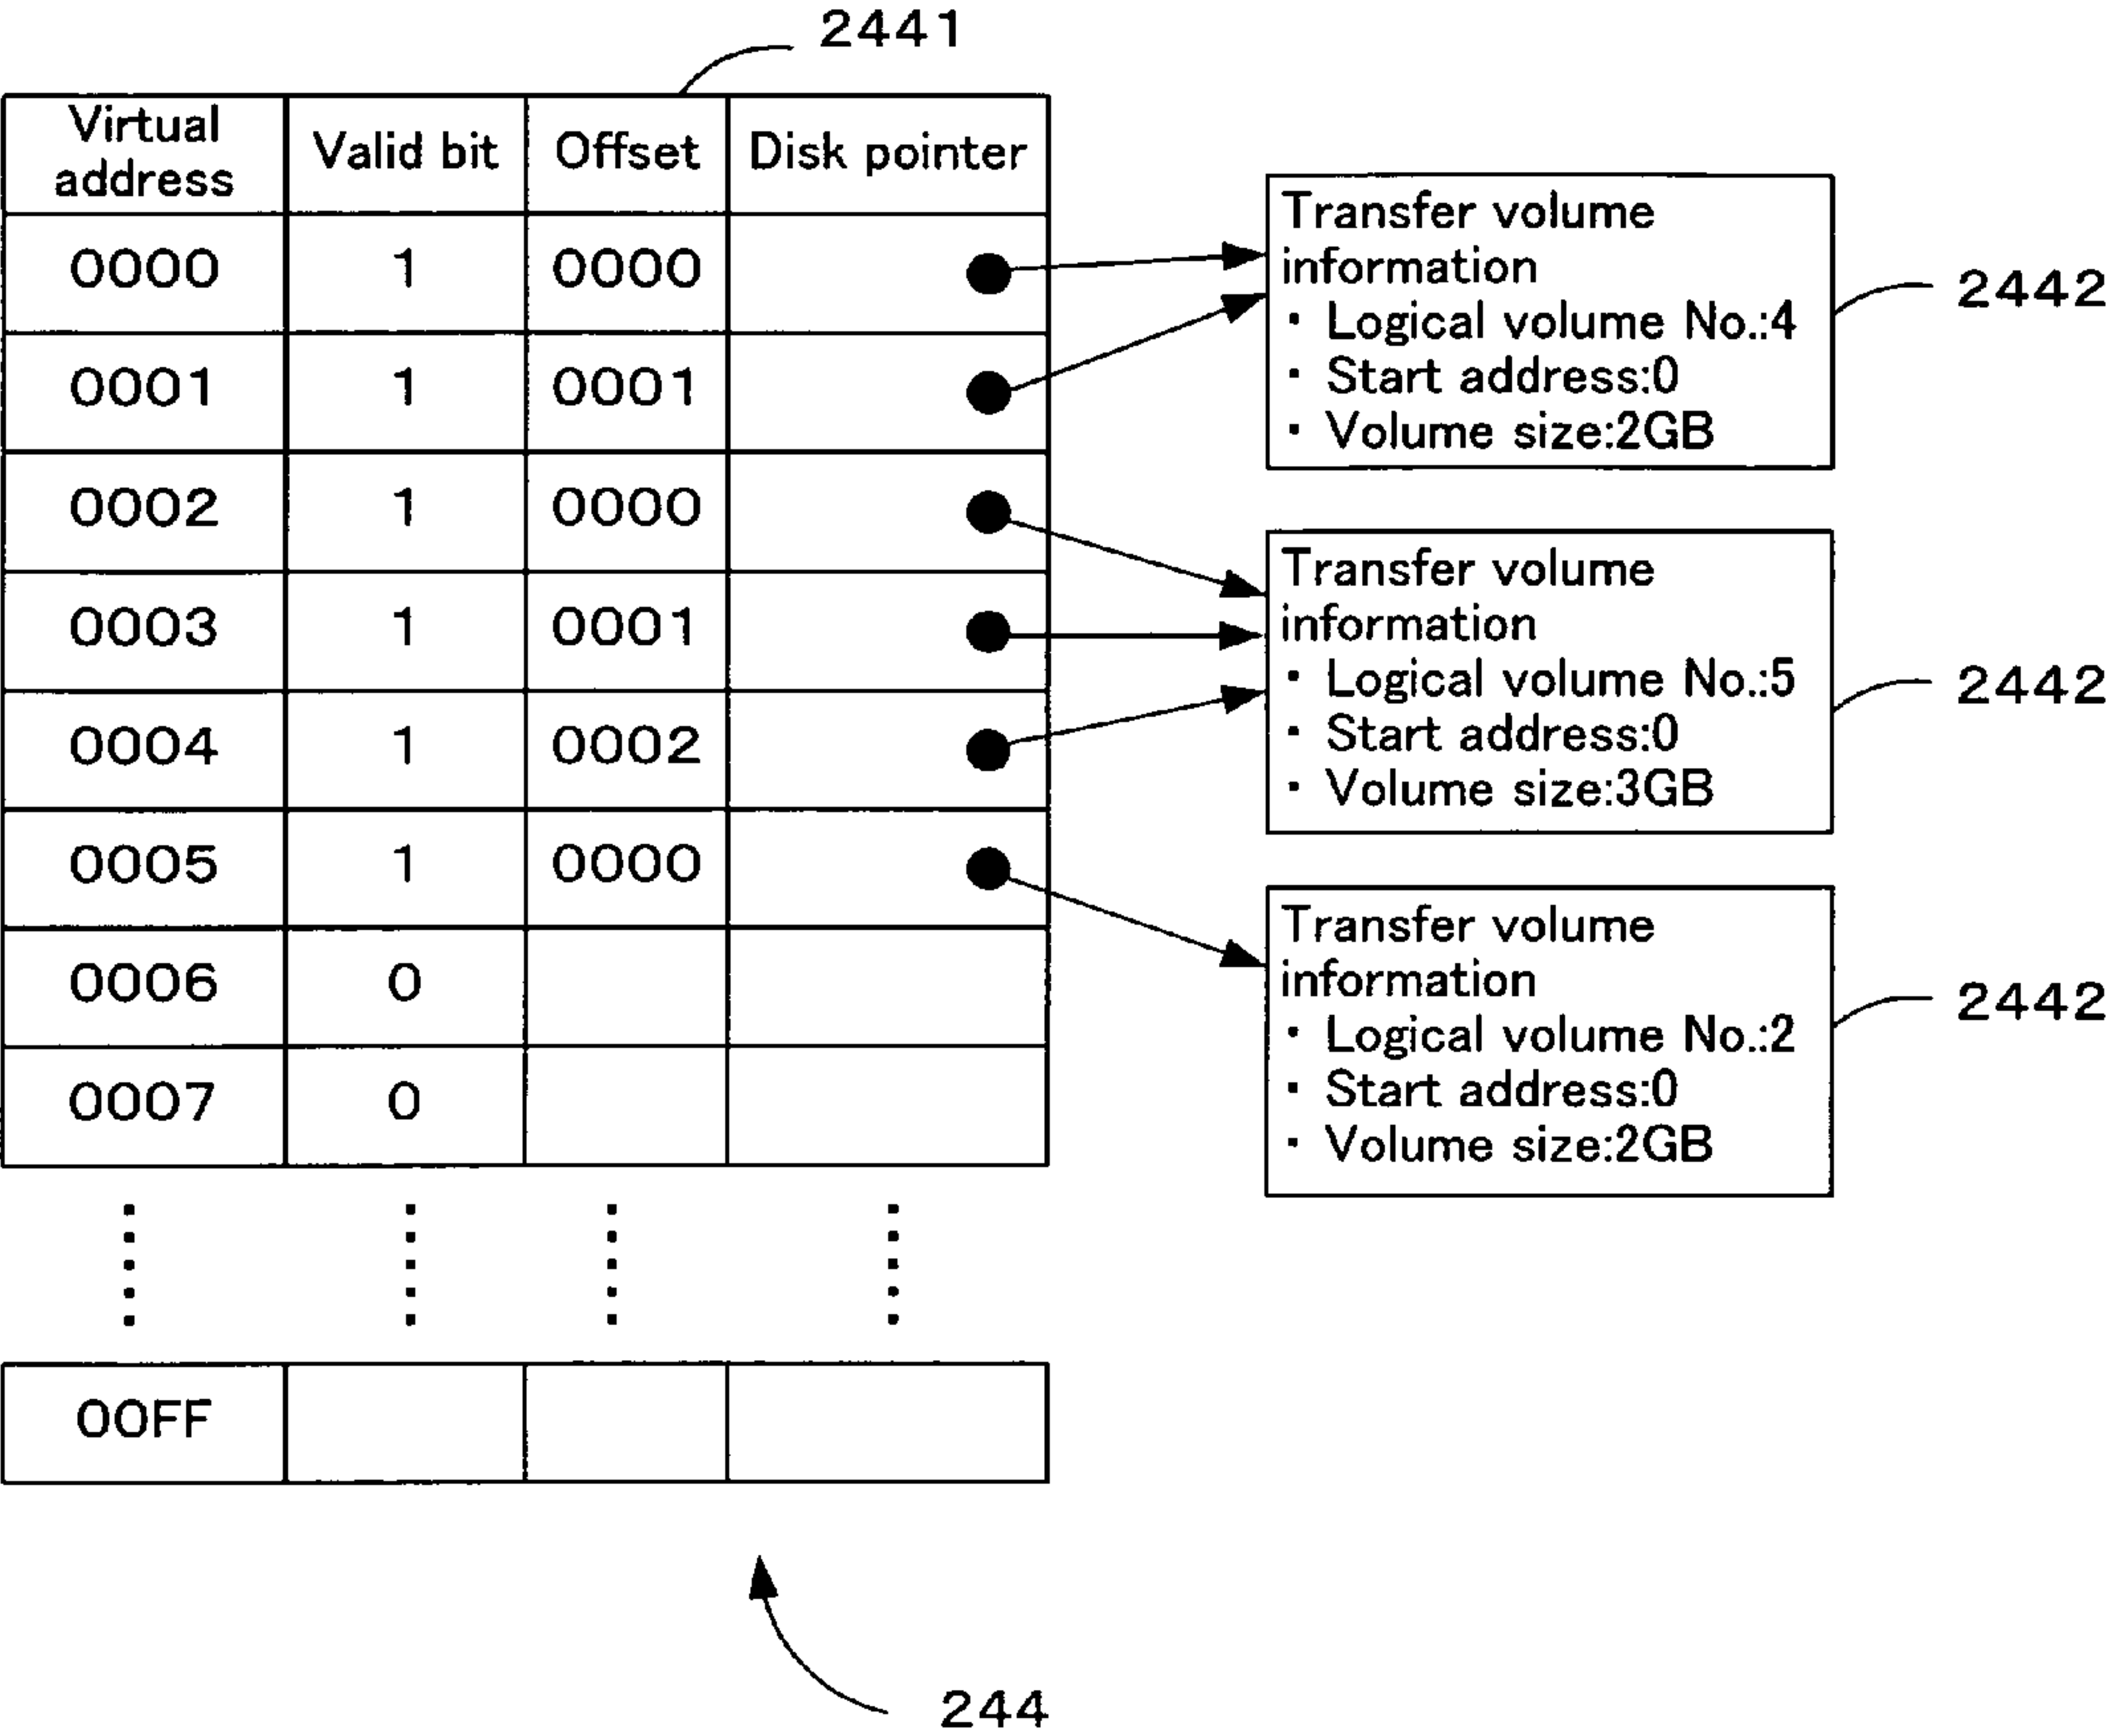 2441
Virtual address Valid bit Offset Disk pointer
0000 1 0000
0001 1 0001
0002 1 0000
0003 1 0001
0004 1 0002
0005 1 0000
0006 0
0007 0
00FF
Transfer volume
information
・ Logical volume No.:4
・ Start address:0
・ Volume size:2GB
2442
Transfer volume
information
・ Logical volume No.:5
・ Start address:0
・ Volume size:3GB
2442
Transfer volume
information
・ Logical volume No.:2
・ Start address:0
・ Volume size:2GB
2442
244